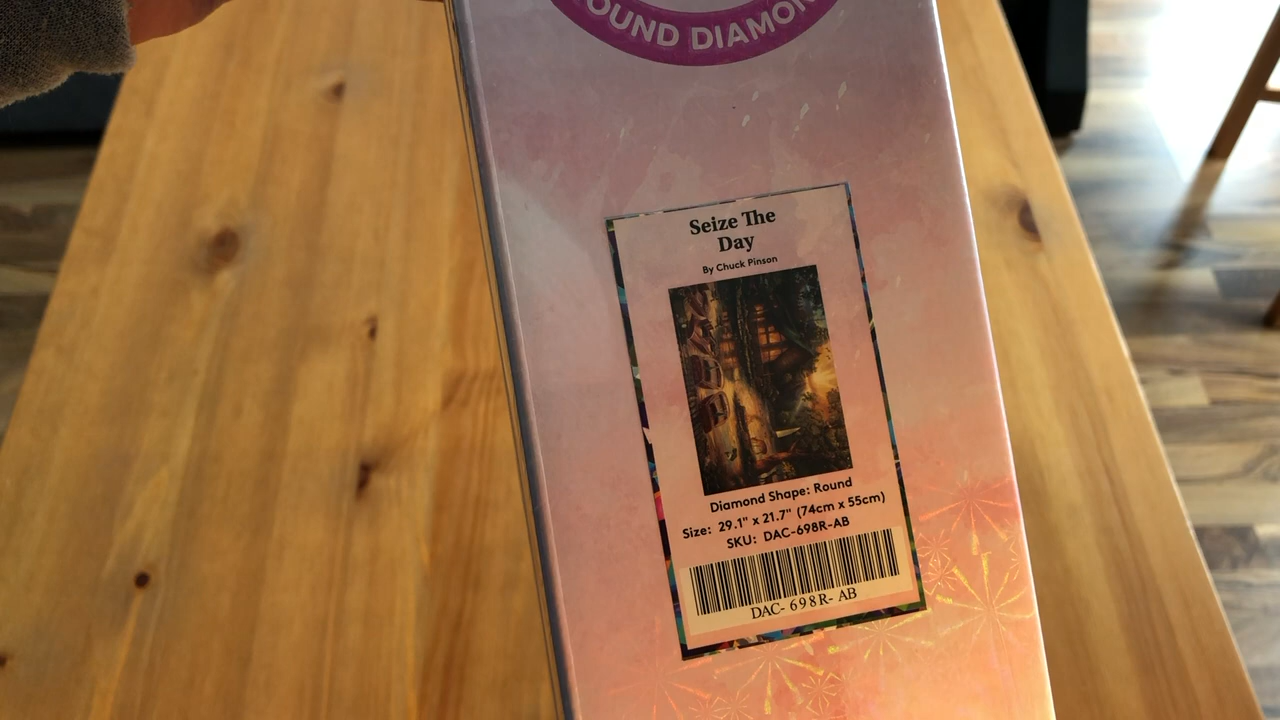 OUND DIAMON
Seize The
Day
By Chuck Pinson
Diamond Shape: Round
Size: 29.1" x 21.7" (74cm x 55cm)
SKU: DAC-698R-AB
DAC- 698R- AB